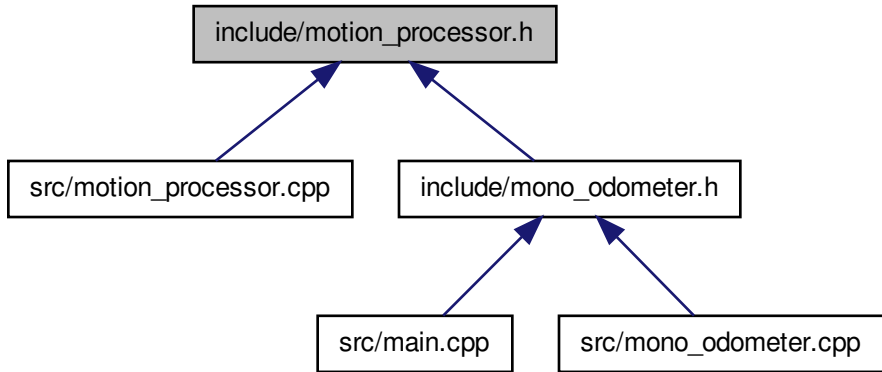 include/motion_processor.h
src/motion_processor.cpp
include/mono_odometer.h
src/main.cpp
src/mono_odometer.cpp